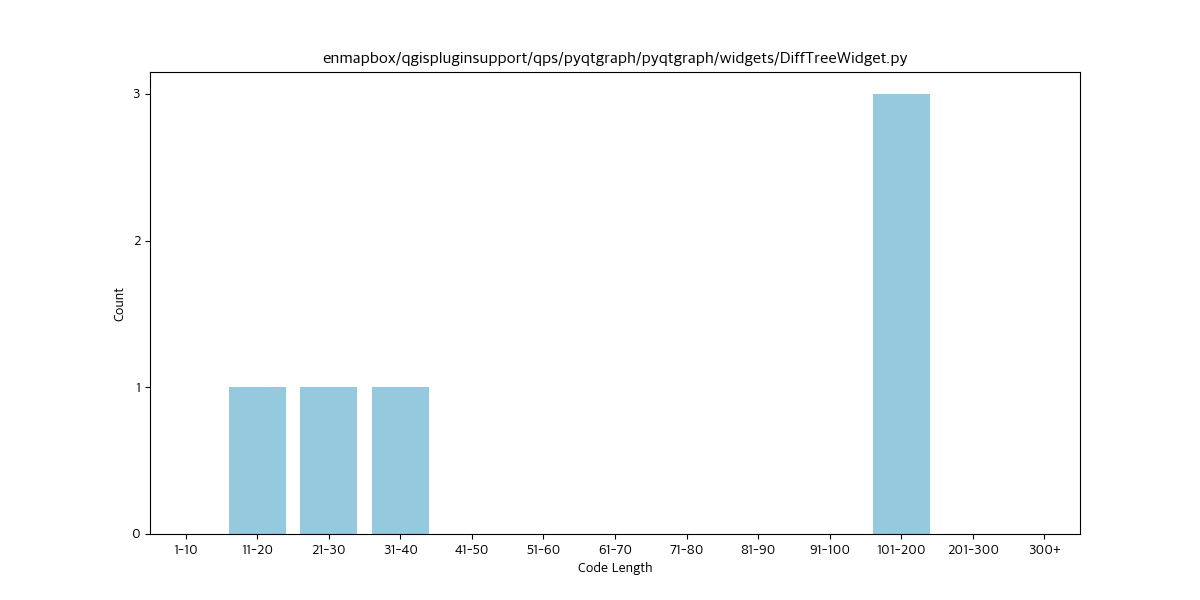 enmapbox/qgispluginsupport/qps/pyqtgraph/pyqtgraph/widgets/DiffTreeWidget.py
3
2
1
0
Count
1-10 11-20 21-30 31-40 41-50 51-60 61-70 71-80 81-90 91-100 101-200 201-300 300+
Code Length